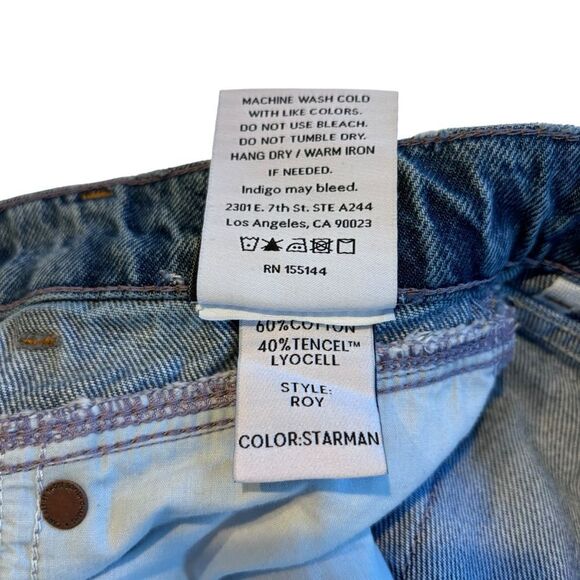 MACHINE WASH COLD
WITH LIKE COLORS.
DO NOT USE BLEACH.
DO NOT TUMBLE DRY.
HANG DRY / WARM IRON
IF NEEDED.
Indigo may bleed.
2301 E. 7th St. STE A244
Los Angeles, CA 90023
RN 155144
60% COTTON
40% TENCEL™
LYOCELL
STYLE:
ROY
COLOR:STARMAN